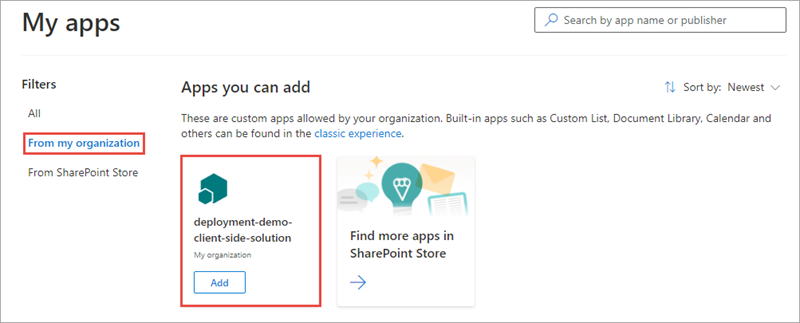 My apps
Search by app name or publisher
Filters
All
From my organization
From SharePoint Store
Apps you can add
Sort by: Newest
These are custom apps allowed by your organization. Built-in apps such as Custom List, Document Library, Calendar and
others can be found in the classic experience.
deployment-demo-
client-side-solution
My organization
Add
Find more apps in
SharePoint Store